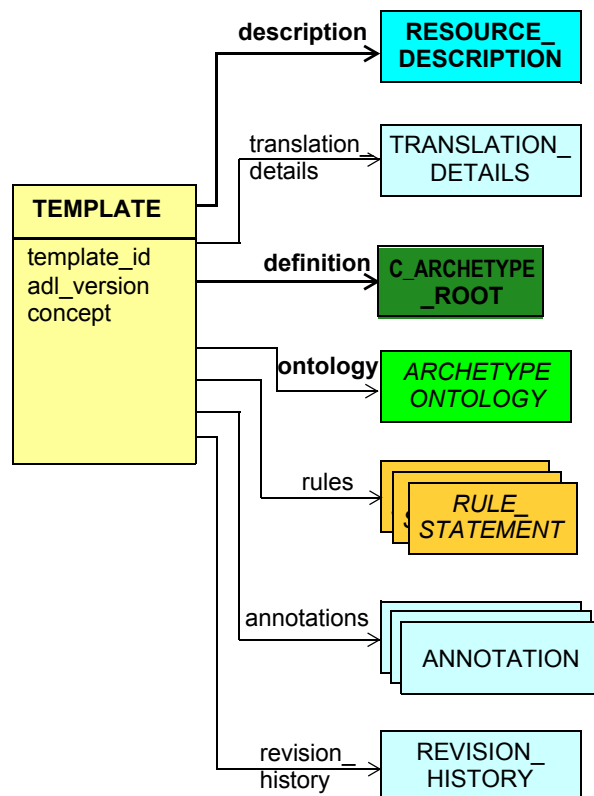 description
RESOURCE_
DESCRIPTION
translation_
details
TRANSLATION_
DETAILS
TEMPLATE
template_id
adl_version
concept
definition
C_ARCHETYPE
_ROOT
ontology
ARCHETYPE
ONTOLOGY
rules
RULE_
STATEMENT
annotations
ANNOTATION
revision_
history
REVISION_
HISTORY